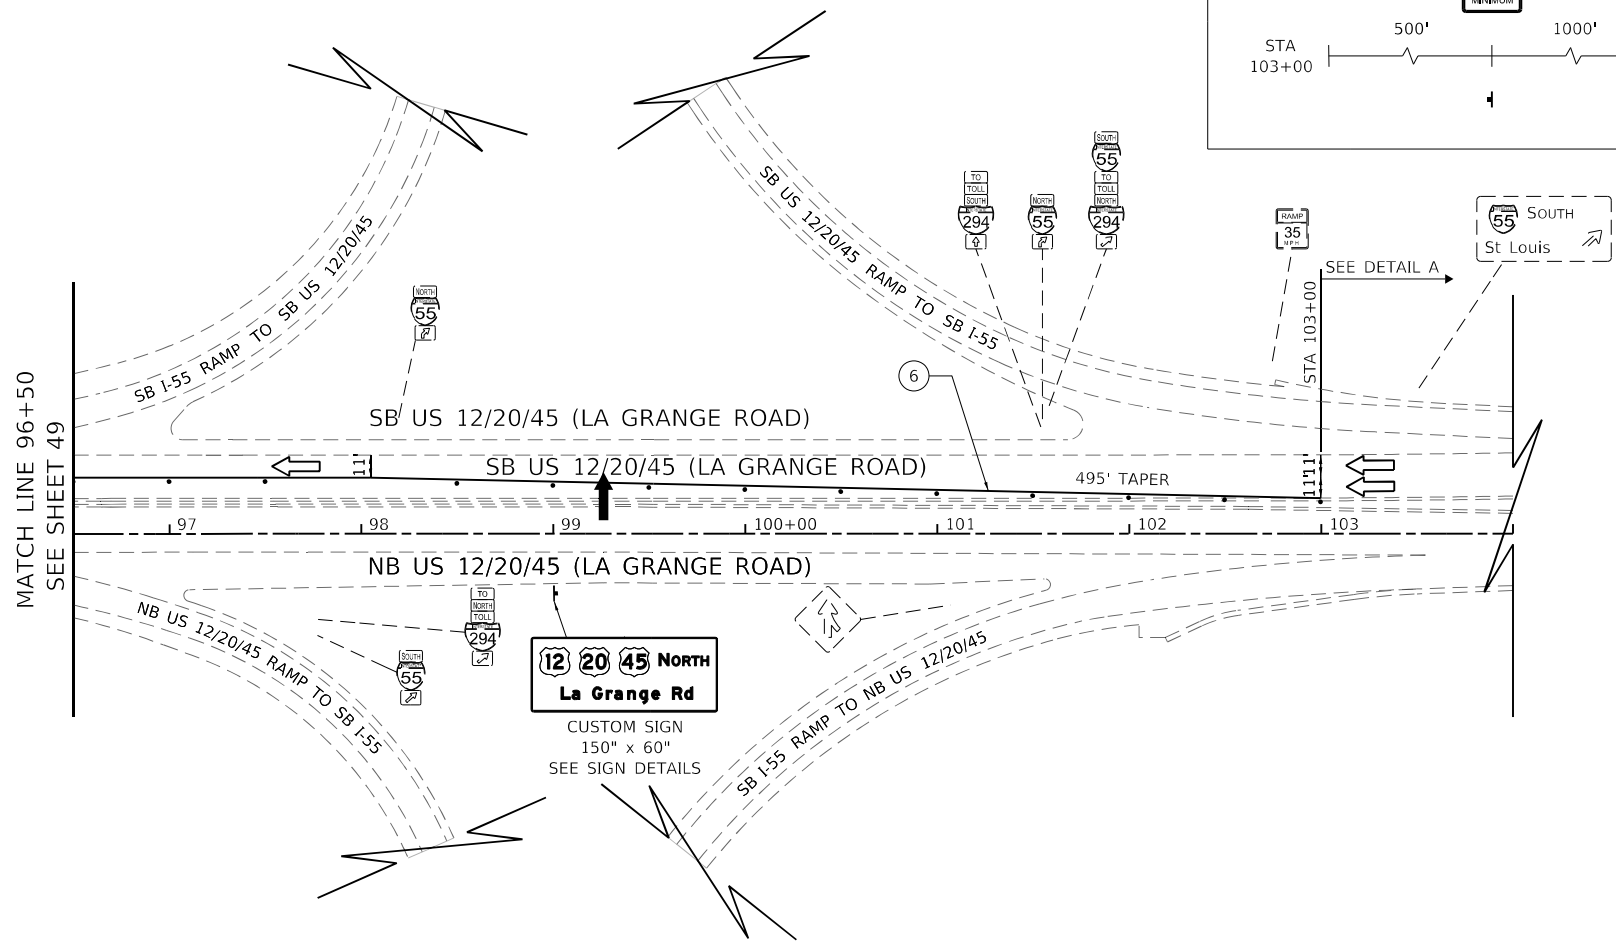 MINIMUM
500'
1000'
STA
103+00
SOUTH
55
TO
TOLL
SOUTH
294
NORTH
55
TO
TOLL
NORTH
294
RAMP
35
MPH
55 SOUTH
St Louis
SEE DETAIL A
STA 103+00
SB US 12/20/45
SB I-55 RAMP TO SB US 12/20/45
SB US 12/20/45 RAMP TO SB I-55
NORTH
55
6
MATCH LINE 96+50
SEE SHEET 49
SB US 12/20/45 (LA GRANGE ROAD)
11'
SB US 12/20/45 (LA GRANGE ROAD)
495' TAPER
11'
11'
97
98
99
100+00
101
102
103
NB US 12/20/45 (LA GRANGE ROAD)
NB US 12/20/45 RAMP TO SB I-55
TO
NORTH
TOLL
294
SOUTH
55
12 20 45 NORTH
La Grange Rd
CUSTOM SIGN
150" x 60"
SEE SIGN DETAILS
SB I-55 RAMP TO NB US 12/20/45